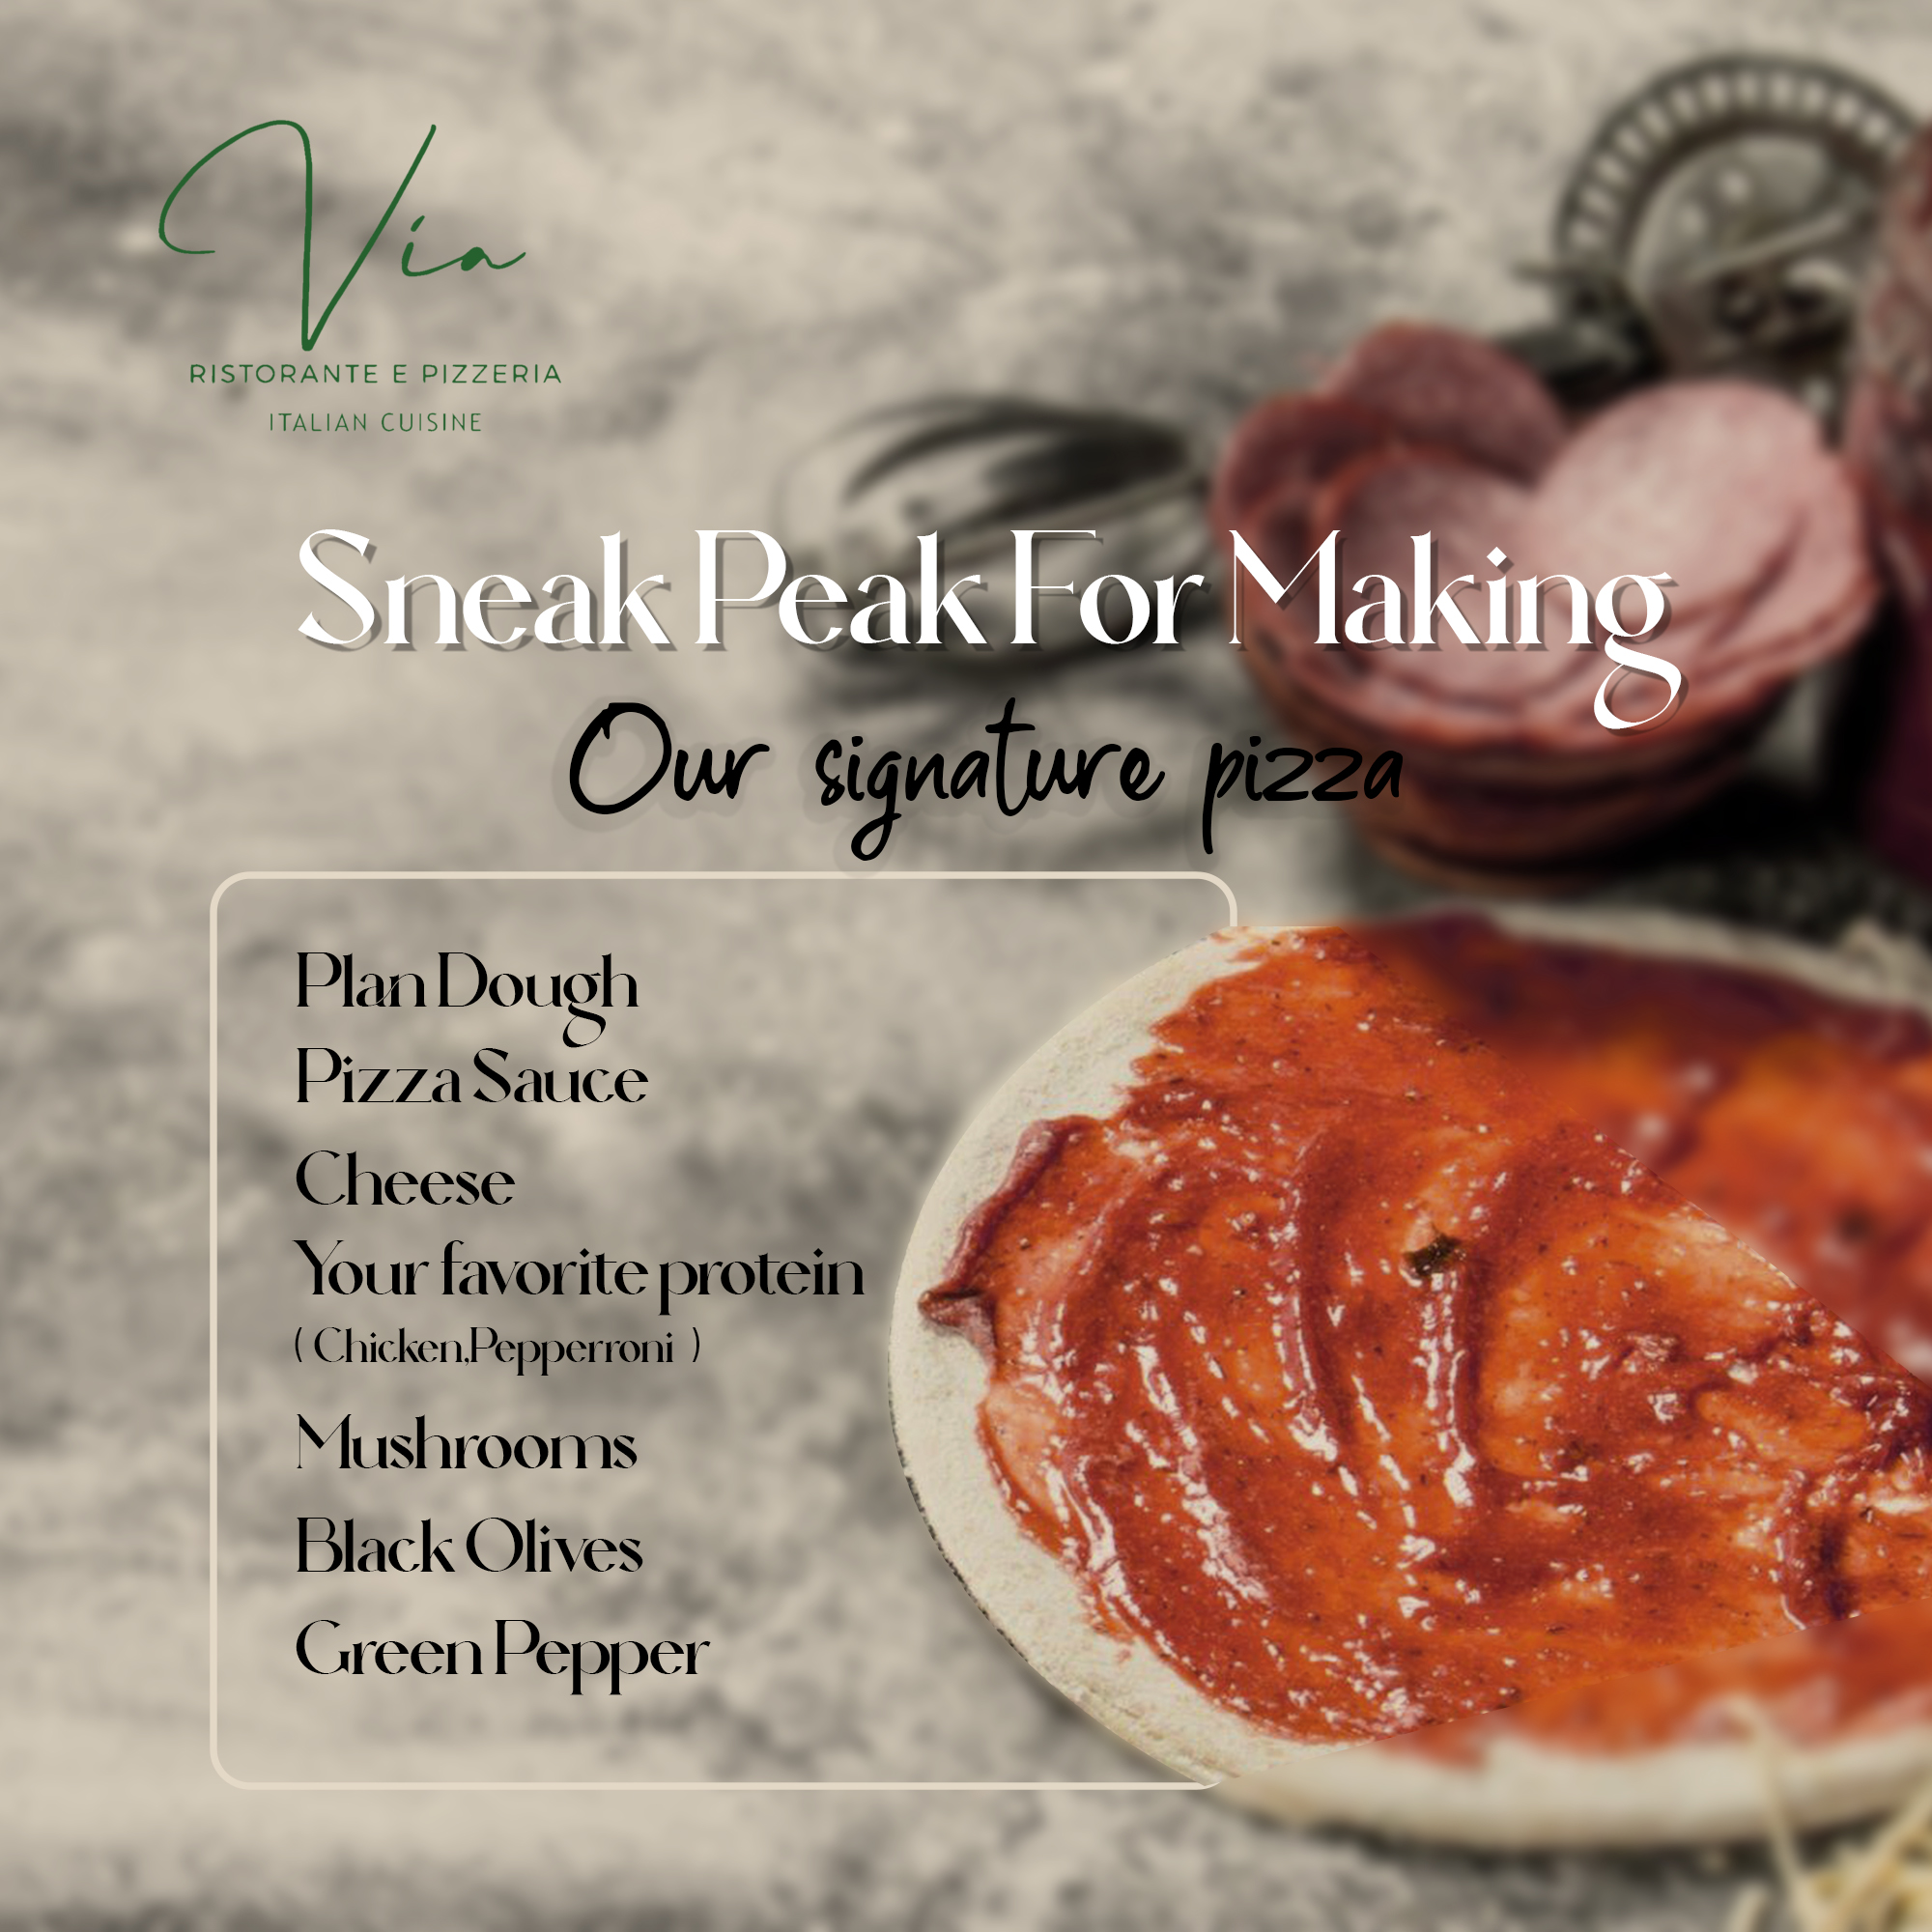 Via
RISTORANTE E PIZZERIA
ITALIAN CUISINE
Sneak Peak For Making
Our signature pizza
Plan Dough
Pizza Sauce
Cheese
Your favorite protein
( Chicken,Pepperroni )
Mushrooms
Black Olives
Green Pepper